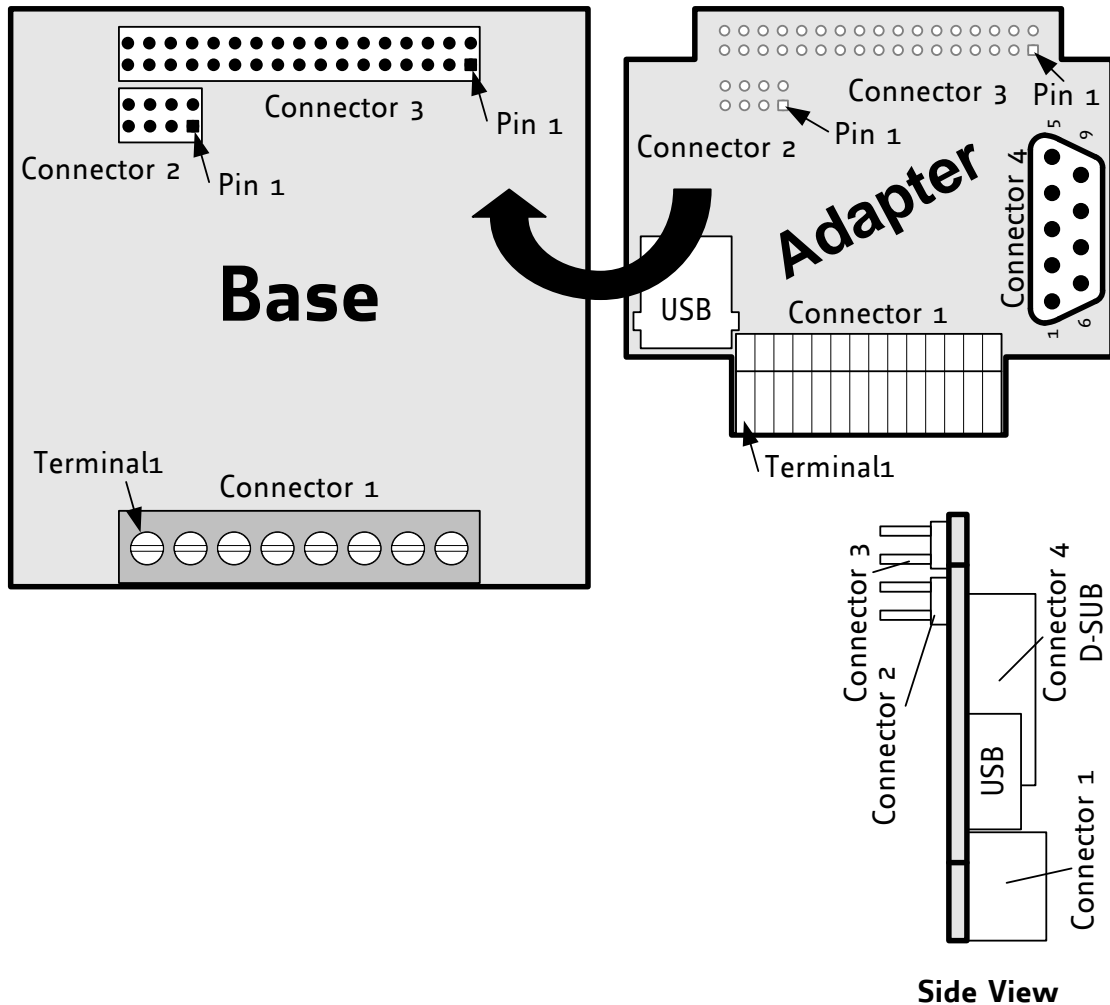 Connector 3
Pin 1
Connector 2
Pin 1
Base
Terminal1
Connector 1
Connector 3
Pin 1
Pin 1
Connector 2
5
9
Connector 4
Adapter
USB
Connector 1
1
6
Terminal1
Connector 3
Connector 2
Connector 4
D-SUB
USB
Connector 1
Side View